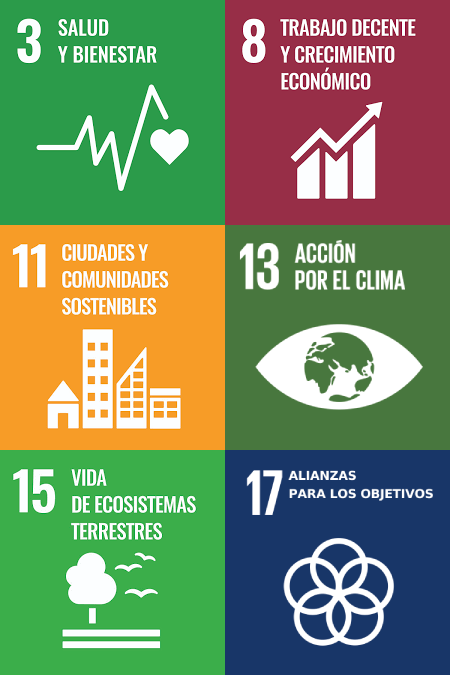 3 SALUD
Y BIENESTAR
8 TRABAJO DECENTE
Y CRECIMIENTO
ECONÓMICO
11 CIUDADES Y
COMUNIDADES
SOSTENIBLES
13 ACCIÓN
POR EL CLIMA
15 VIDA
DE ECOSISTEMAS
TERRESTRES
17 ALIANZAS
PARA LOS OBJETIVOS